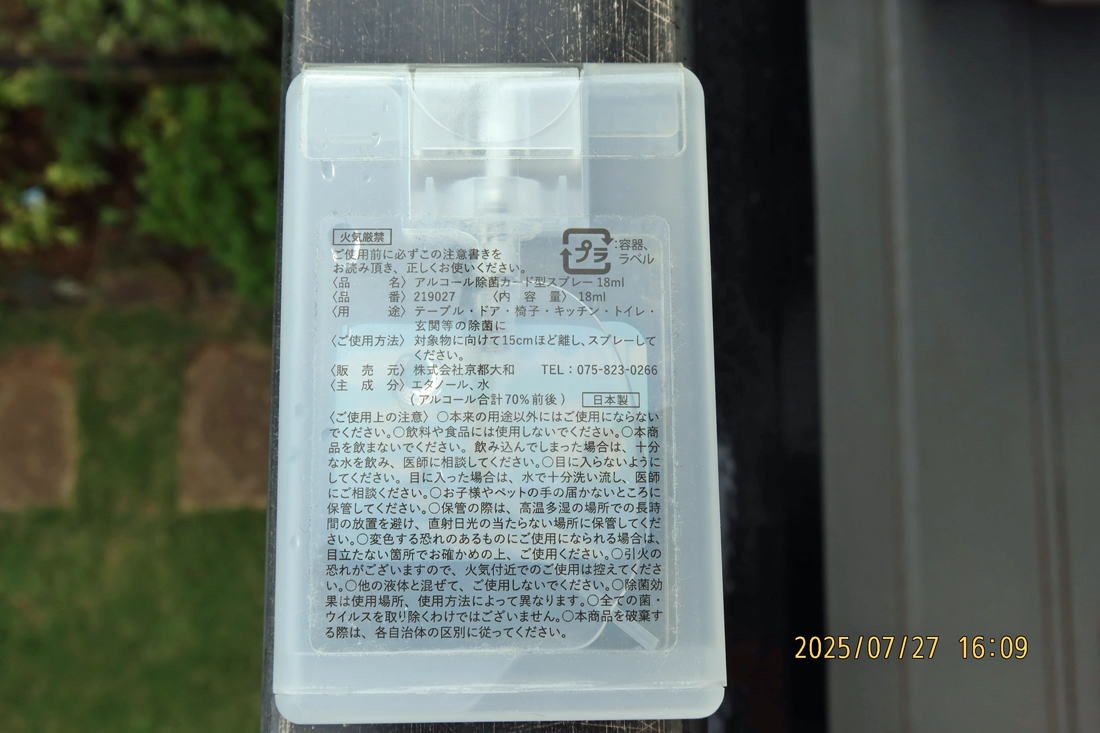 火気厳禁
ご使用前に必ずこの注意書きを
お読み頂き、正しくお使いください。
プラ
:容器、
ラベル
〈品　　名〉アルコール除菌カード型スプレー 18ml
〈品　　番〉219027　〈内 容 量〉 18ml
〈用　　途〉テーブル・ドア・椅子・キッチン・トイレ・
玄関等の除菌に
〈ご使用方法〉対象物に向けて15cmほど離し、スプレーして
ください。
〈販 売 元〉株式会社京都大和　TEL：075-823-0266
〈主 成 分〉エタノール、水
(アルコール合計70%前後)　日本製
〈ご使用上の注意〉○本来の用途以外にはご使用にならない
でください。○飲料や食品には使用しないでください。○本商
品を飲まないでください。飲み込んでしまった場合は、十分
な水を飲み、医師に相談してください。○目に入らないように
してください。目に入った場合は、水で十分洗い流し、医師
にご相談ください。○お子様やペットの手の届かないところに
保管してください。○保管の際は、高温多湿の場所での長時
間の放置を避け、直射日光の当たらない場所に保管してくだ
さい。○変色する恐れのあるものにご使用になられる場合は、
目立たない箇所でお確かめの上、ご使用ください。○引火の
恐れがございますので、火気付近でのご使用は控えてくださ
い。○他の液体と混ぜて、ご使用しないでください。○除菌効
果は使用場所、使用方法によって異なります。○全ての菌・
ウイルスを取り除くわけではございません。○本商品を破棄す
る際は、各自治体の区別に従ってください。
2025/07/27 16:09